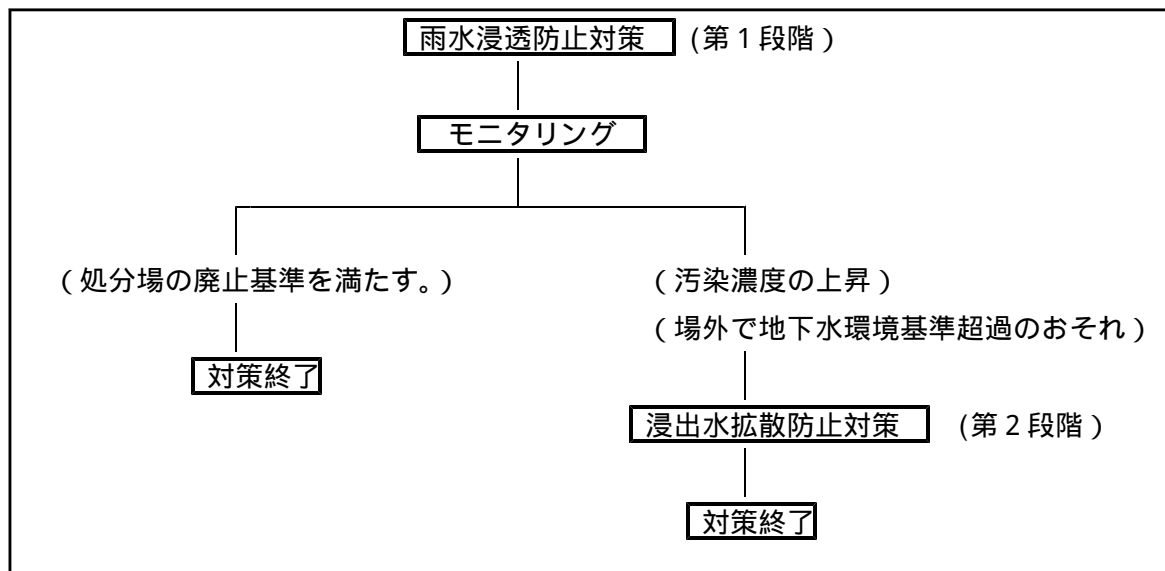 雨水浸透防止対策 (第1段階)
モニタリング
(処分場の廃止基準を満たす。) (汚染濃度の上昇)
(場外で地下水環境基準超過のおそれ)
対策終了
浸出水拡散防止対策 (第2段階)
対策終了